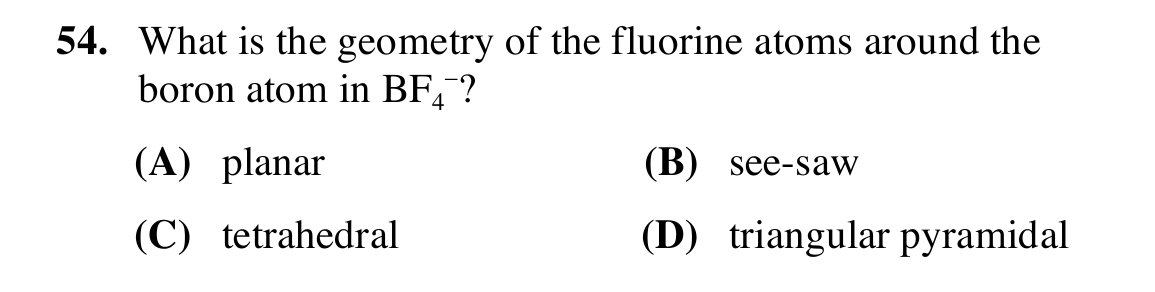 54. What is the geometry of the fluorine atoms around the
boron atom in BF₄⁻?
(A) planar (B) see-saw
(C) tetrahedral (D) triangular pyramidal